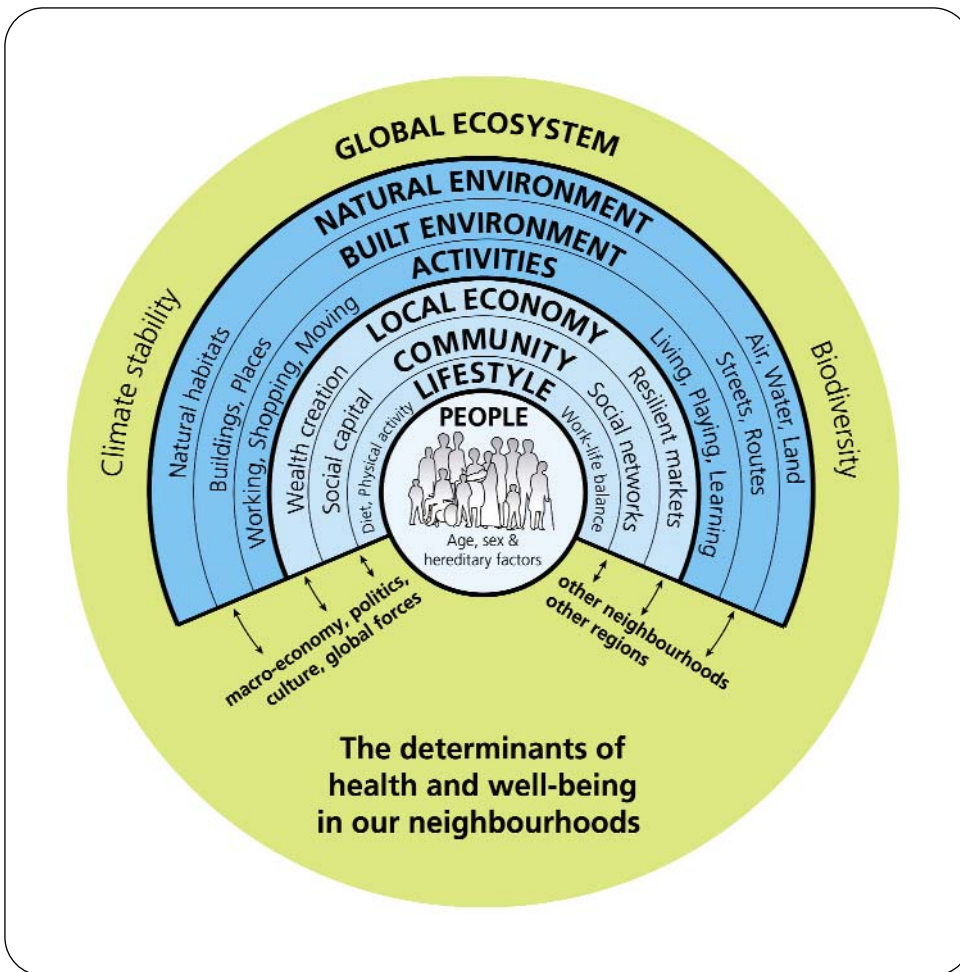 GLOBAL ECOSYSTEM
NATURAL ENVIRONMENT
BUILT ENVIRONMENT
ACTIVITIES
LOCAL ECONOMY
COMMUNITY
LIFESTYLE
PEOPLE
Age, sex &
hereditary factors
Climate stability
Natural habitats
Buildings, Places
Working, Shopping, Moving
Wealth creation
Social capital
Diet, Physical activity
Work-life balance
Social networks
Resilient markets
Living, Playing, Learning
Streets, Routes
Air, Water, Land
Biodiversity
macro-economy, politics,
culture, global forces
other neighbourhoods
other regions
The determinants of
health and well-being
in our neighbourhoods